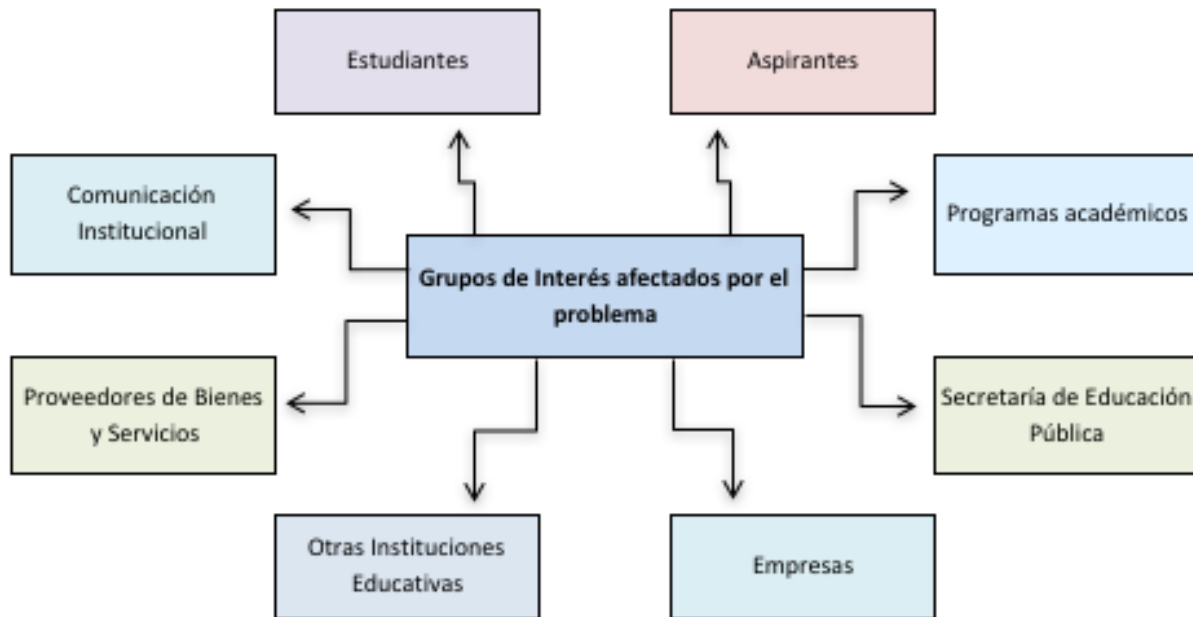 Estudiantes
Aspirantes
Comunicación
Institucional
Programas académicos
Grupos de Interés afectados por el
problema
Proveedores de Bienes
y Servicios
Secretaría de Educación
Pública
Otras Instituciones
Educativas
Empresas